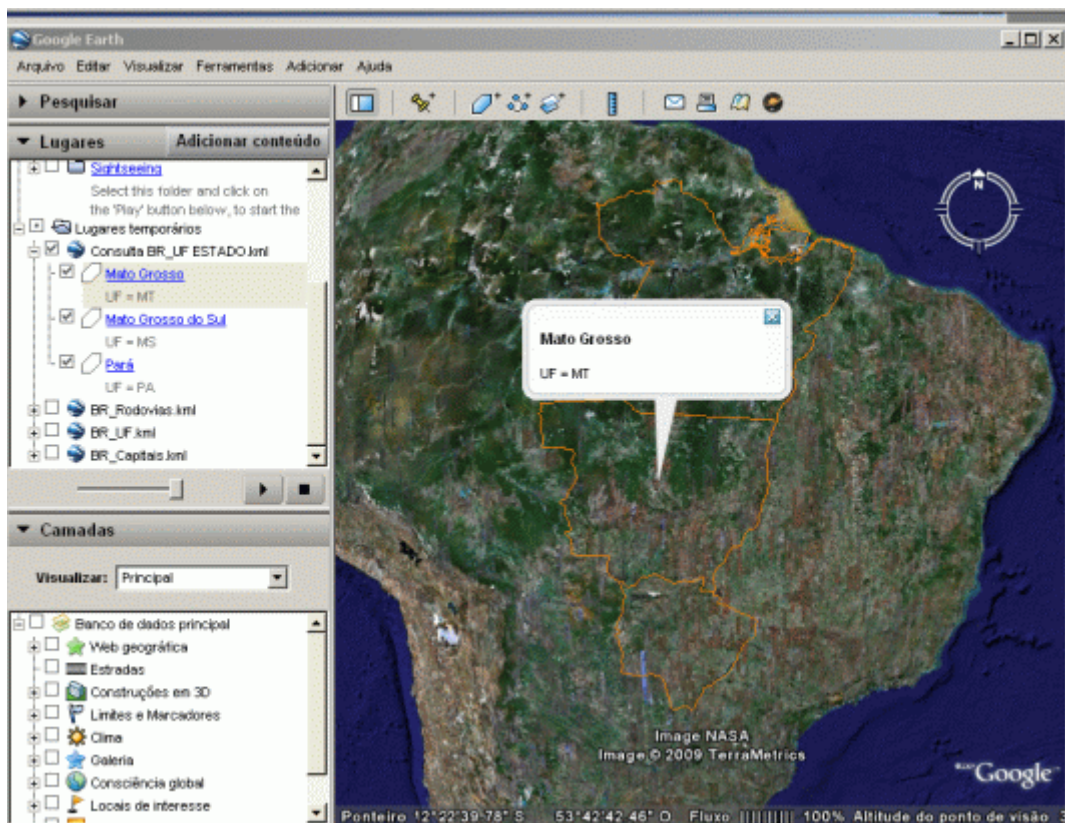 Google Earth
Arquivo Editar Visualizar Ferramentas Adicionar Ajuda
Pesquisar
Lugares Adicionar conteúdo
Sightseeing
Select this folder and click on
the 'Play' button below, to start the
Lugares temporários
Consulta BR_UF ESTADO.kml
Mato Grosso
UF = MT
Mato Grosso do Sul
UF = MS
Pará
UF = PA
BR_Rodovias.kml
BR_UF.kml
BR_Capitais.kml
Camadas
Visualizar: Principal
Banco de dados principal
Web geográfica
Estradas
Construções em 3D
Limites e Marcadores
Clima
Galeria
Consciência global
Locais de interesse
N
Mato Grosso
UF = MT
Image NASA
Image © 2009 TerraMetrics
Google
Ponteiro 12°22'39.78" S 53°42'42.46" O Fluxo 100% Altitude do ponto de visão